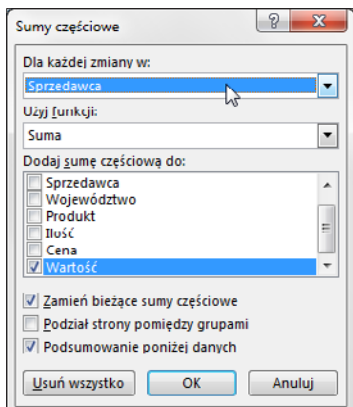 Sumy częściowe
Dla każdej zmiany w:
Sprzedawca
Użyj funkcji:
Suma
Dodaj sumę częściową do:
Sprzedawca
Województwo
Produkt
Ilość
Cena
Wartość
Zamień bieżące sumy częściowe
Podział strony pomiędzy grupami
Podsumowanie poniżej danych
Usuń wszystko OK Anuluj